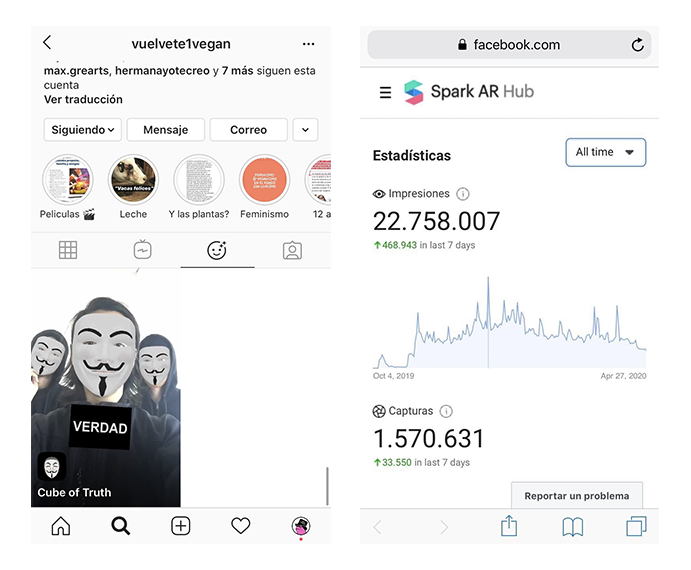 vuelvete1vegan
max.grearts, hermanayotecreo y 7 más siguen esta
cuenta
Ver traducción
Siguiendo
Mensaje
Correo
"Vacas felices"
Peliculas 🎬
Leche
Y las plantas?
Feminismo
12 a
VERDAD
Cube of Truth
facebook.com
Spark AR Hub
Estadísticas
All time
Impresiones
22.758.007
468.943 in last 7 days
Oct 4, 2019
Apr 27, 2020
Capturas
1.570.631
33.550 in last 7 days
Reportar un problema